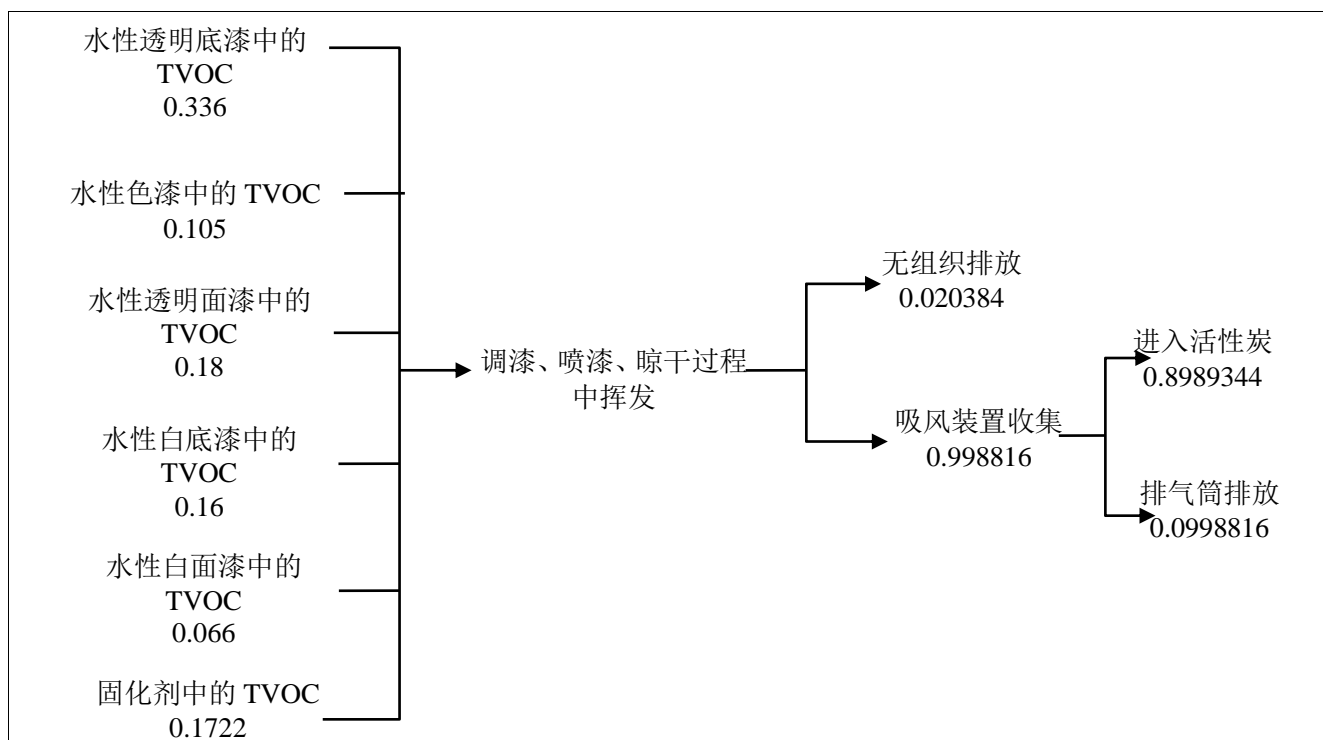 水性透明底漆中的
TVOC
0.336
水性色漆中的 TVOC
0.105
水性透明面漆中的
TVOC
0.18
水性白底漆中的
TVOC
0.16
水性白面漆中的
TVOC
0.066
固化剂中的 TVOC
0.1722
调漆、喷漆、晾干过程
中挥发
无组织排放
0.020384
吸风装置收集
0.998816
进入活性炭
0.8989344
排气筒排放
0.0998816